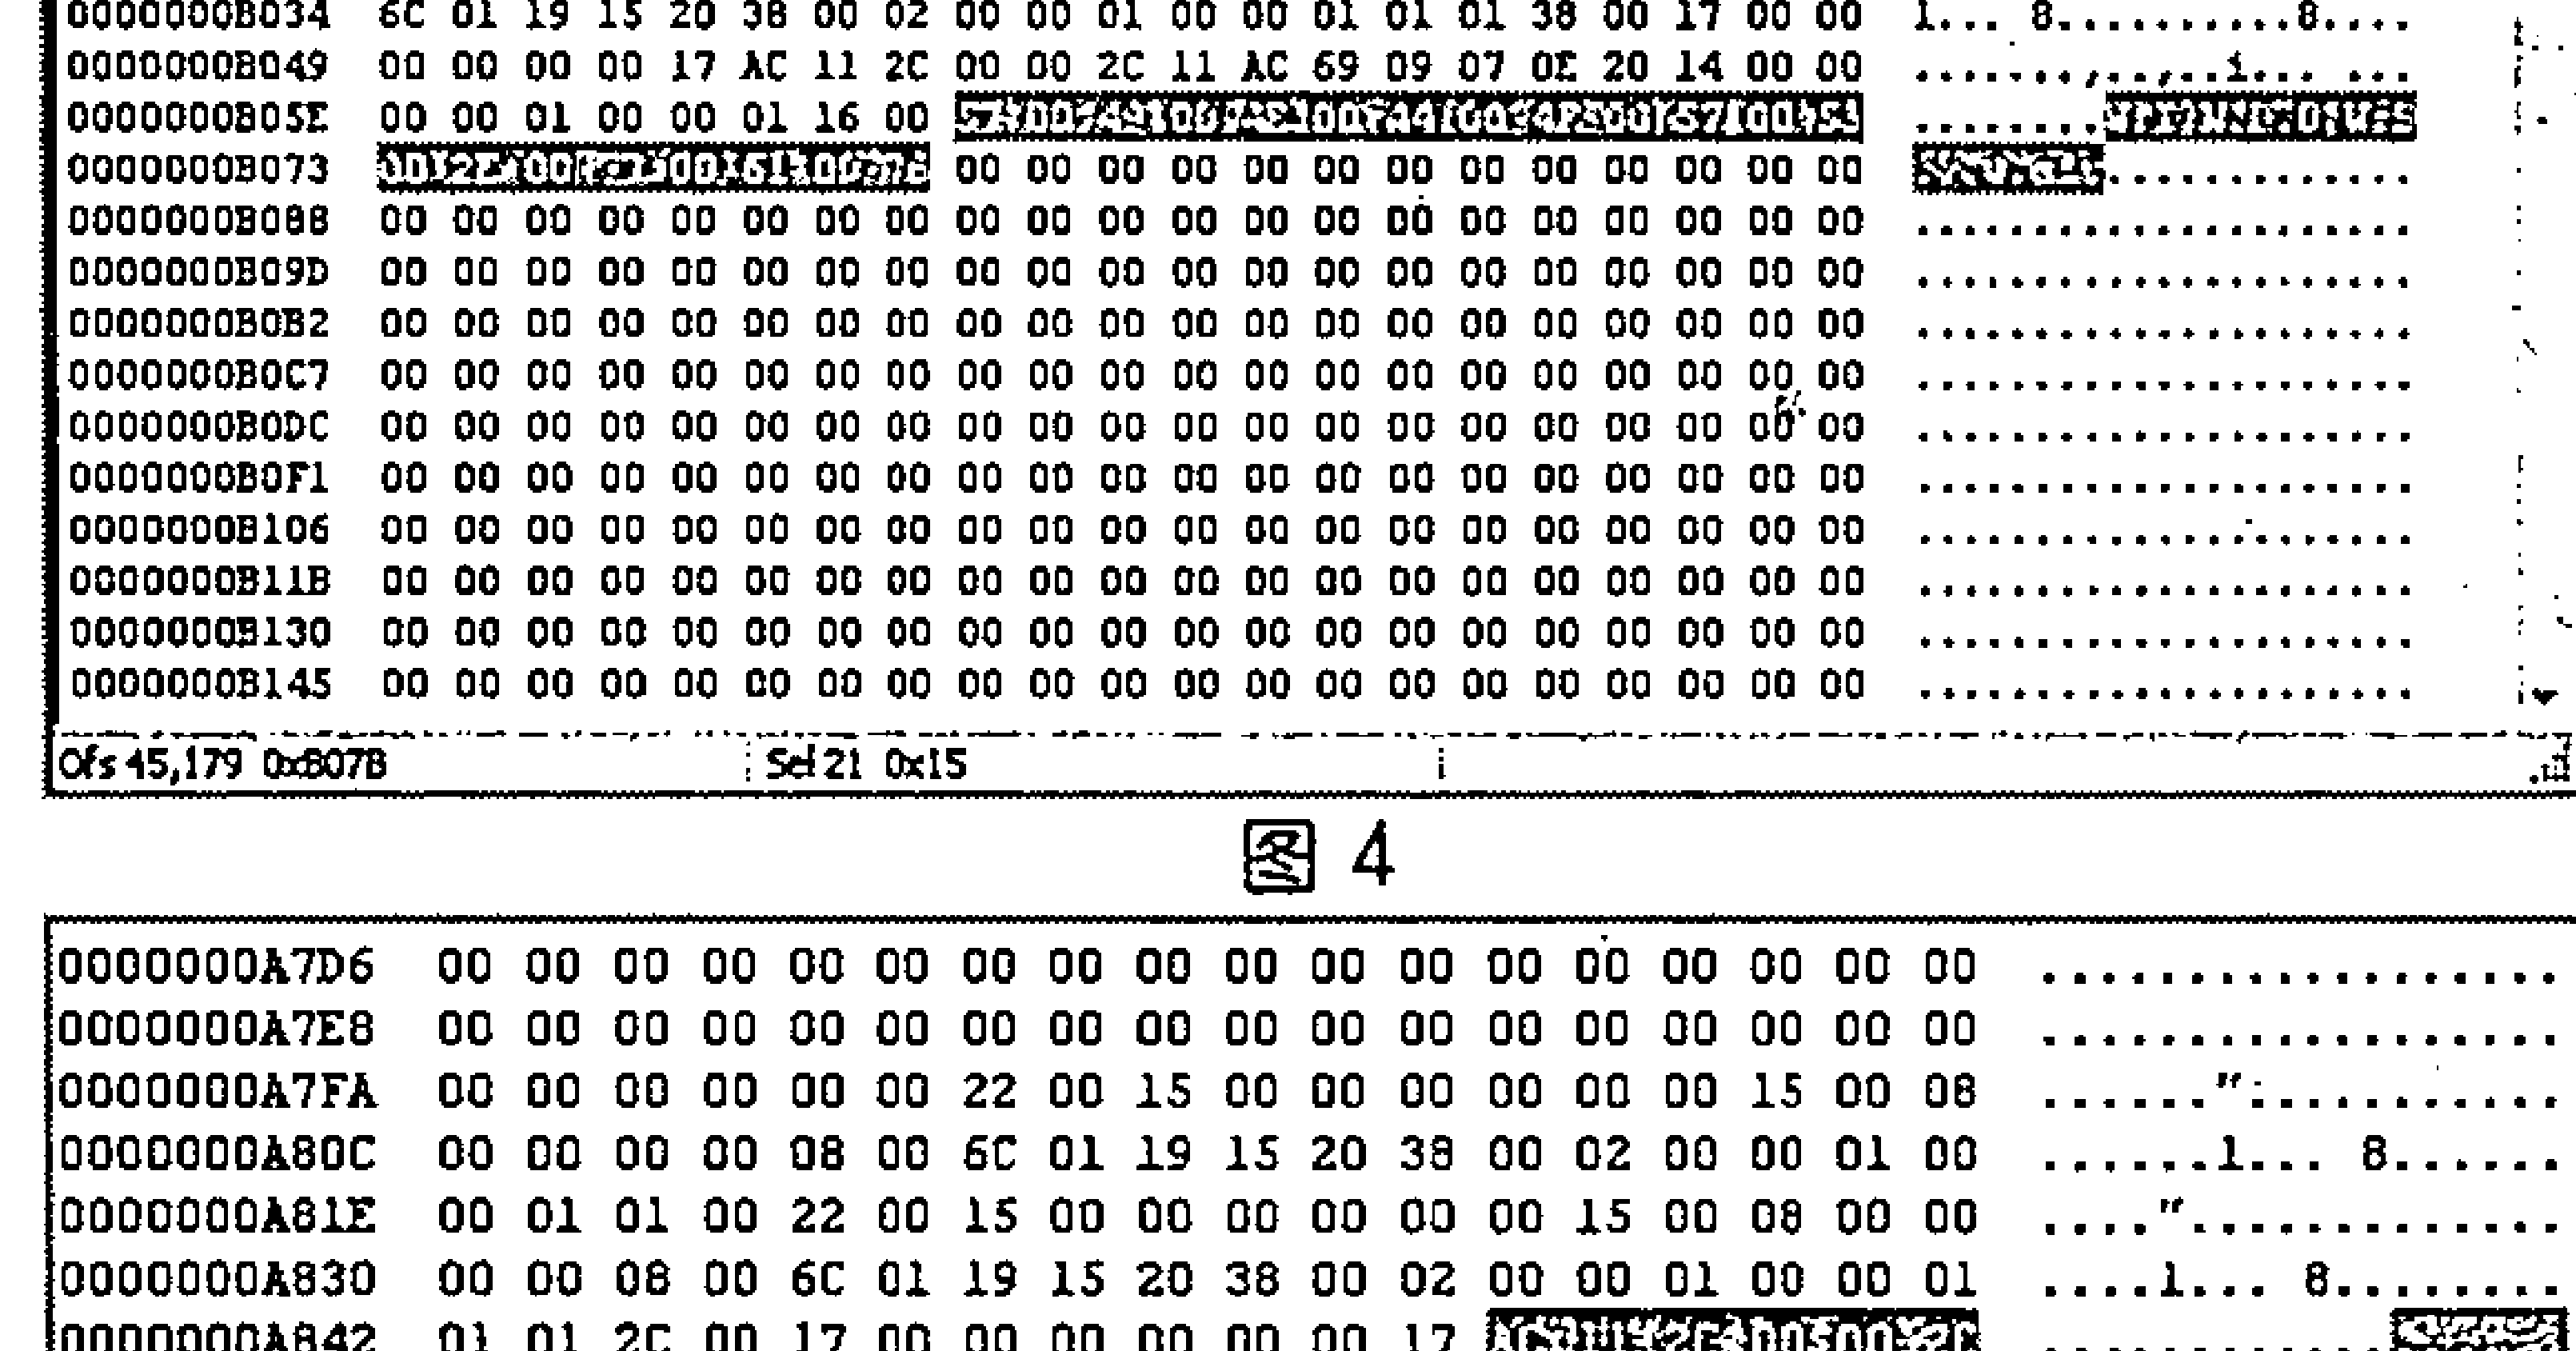 0000000B034 6C 01 19 15 20 38 00 02 00 00 01 00 00 01 01 01 38 00 17 00 00 l... 8..........8....
0000000B049 00 00 00 00 17 AC 11 2C 00 00 2C 11 AC 69 09 07 0E 20 14 00 00 .......,..,..i... ...
0000000B05E 00 00 01 00 00 01 16 00 ........
0000000B073 00 00 00 00 00 00 00 00 00 00 00 00 00 .............
0000000B088 00 00 00 00 00 00 00 00 00 00 00 00 00 00 00 00 00 00 00 00 00 .....................
0000000B09D 00 00 00 00 00 00 00 00 00 00 00 00 00 00 00 00 00 00 00 00 00 .....................
0000000B0B2 00 00 00 00 00 00 00 00 00 00 00 00 00 00 00 00 00 00 00 00 00 .....................
0000000B0C7 00 00 00 00 00 00 00 00 00 00 00 00 00 00 00 00 00 00 00 00 00 .....................
0000000B0DC 00 00 00 00 00 00 00 00 00 00 00 00 00 00 00 00 00 00 00 00 00 .....................
0000000B0F1 00 00 00 00 00 00 00 00 00 00 00 00 00 00 00 00 00 00 00 00 00 .....................
0000000B106 00 00 00 00 00 00 00 00 00 00 00 00 00 00 00 00 00 00 00 00 00 .....................
0000000B11B 00 00 00 00 00 00 00 00 00 00 00 00 00 00 00 00 00 00 00 00 00 .....................
0000000B130 00 00 00 00 00 00 00 00 00 00 00 00 00 00 00 00 00 00 00 00 00 .....................
0000000B145 00 00 00 00 00 00 00 00 00 00 00 00 00 00 00 00 00 00 00 00 00 .....................
Ofs 45,179 0xB07B Sel 21 0x15
图 4
0000000A7D6 00 00 00 00 00 00 00 00 00 00 00 00 00 00 00 00 00 00 ..................
0000000A7E8 00 00 00 00 00 00 00 00 00 00 00 00 00 00 00 00 00 00 ..................
0000000A7FA 00 00 00 00 00 00 22 00 15 00 00 00 00 00 00 15 00 08 ......"...........
0000000A80C 00 00 00 00 08 00 6C 01 19 15 20 38 00 02 00 00 01 00 ......l... 8......
0000000A81E 00 01 01 00 22 00 15 00 00 00 00 00 00 15 00 08 00 00 ....".............
0000000A830 00 00 08 00 6C 01 19 15 20 38 00 02 00 00 01 00 00 01 ....l... 8........
0000000A842 01 01 2C 00 17 00 00 00 00 00 00 17